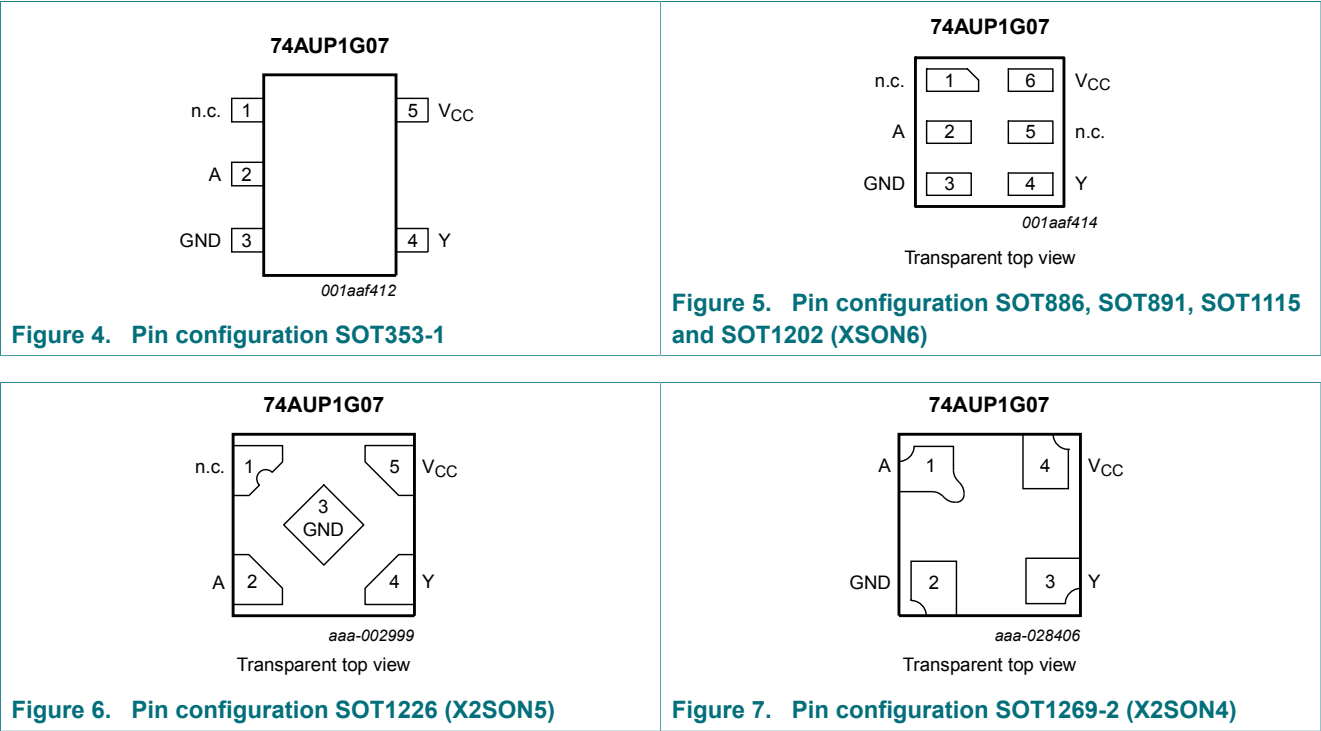 74AUP1G07
n.c. 1 5 VCC
A 2
GND 3 4 Y
001aaf412
Figure 4. Pin configuration SOT353-1
74AUP1G07
n.c. 1 6 VCC
A 2 5 n.c.
GND 3 4 Y
001aaf414
Transparent top view
Figure 5. Pin configuration SOT886, SOT891, SOT1115
and SOT1202 (XSON6)
74AUP1G07
n.c. 1 5 VCC
3
GND
A 2 4 Y
aaa-002999
Transparent top view
Figure 6. Pin configuration SOT1226 (X2SON5)
74AUP1G07
A 1 4 VCC
GND 2 3 Y
aaa-028406
Transparent top view
Figure 7. Pin configuration SOT1269-2 (X2SON4)